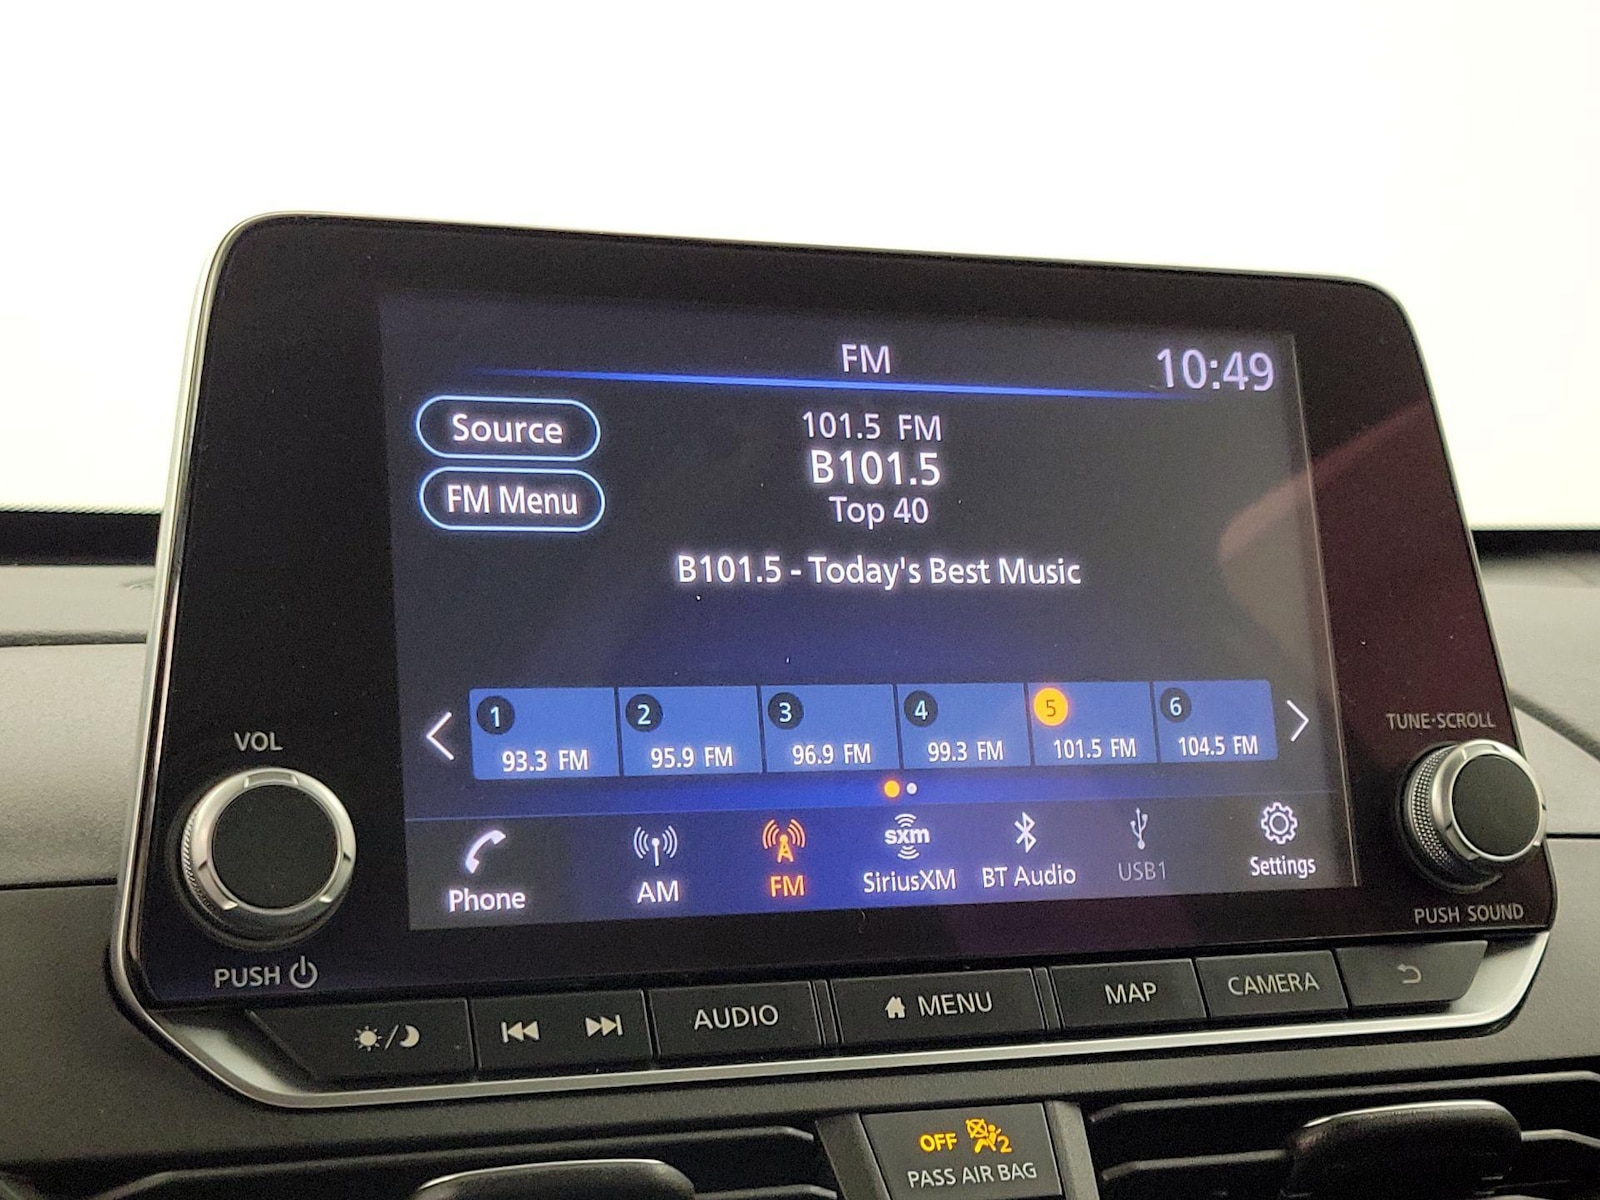 FM
10:49
Source
101.5 FM
B101.5
FM Menu
Top 40
B101.5 - Today's Best Music
1 2 3 4 5 6
93.3 FM 95.9 FM 96.9 FM 99.3 FM 101.5 FM 104.5 FM
VOL
TUNE·SCROLL
sxm
Phone AM FM SiriusXM BT Audio USB1 Settings
PUSH
PUSH SOUND
AUDIO MENU MAP CAMERA
OFF 2
PASS AIR BAG